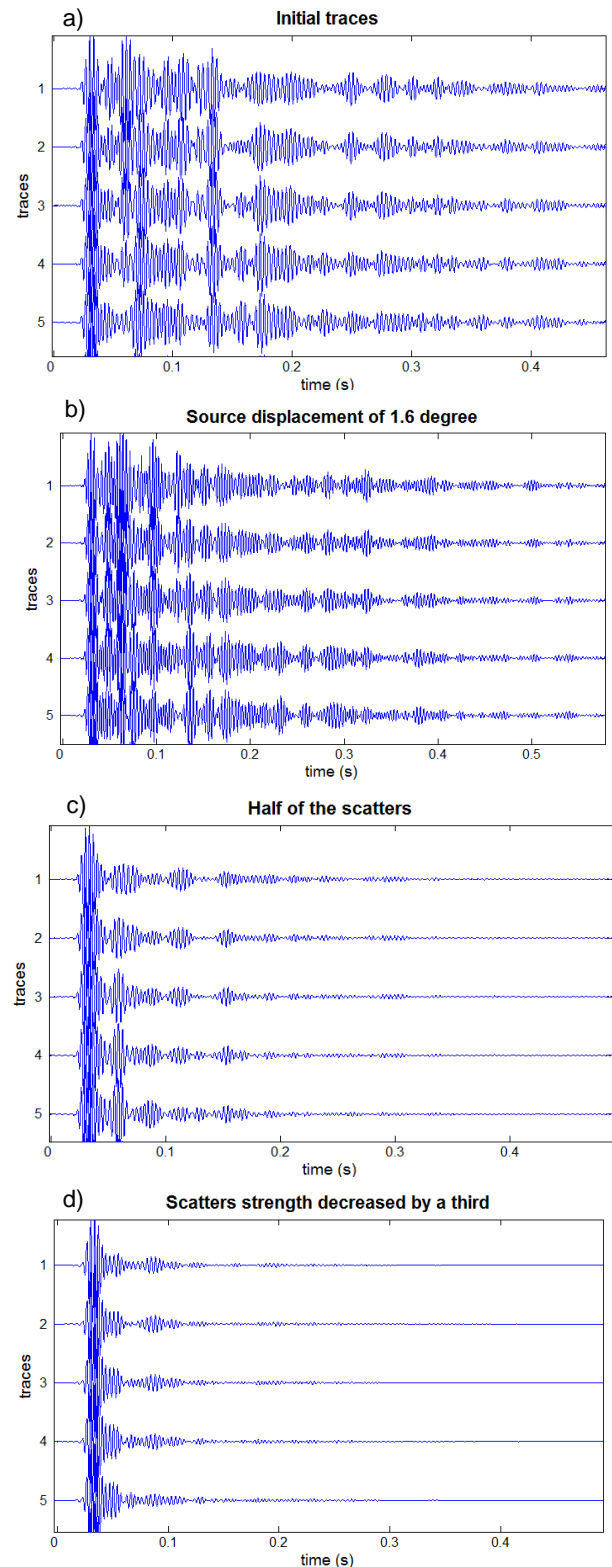 a)
Initial traces
traces
1
2
3
4
5
0 0.1 0.2 0.3 0.4
time (s)
b)
Source displacement of 1.6 degree
traces
1
2
3
4
5
0 0.1 0.2 0.3 0.4 0.5
time (s)
c)
Half of the scatters
traces
1
2
3
4
5
0 0.1 0.2 0.3 0.4
time (s)
d)
Scatters strength decreased by a third
traces
1
2
3
4
5
0 0.1 0.2 0.3 0.4
time (s)